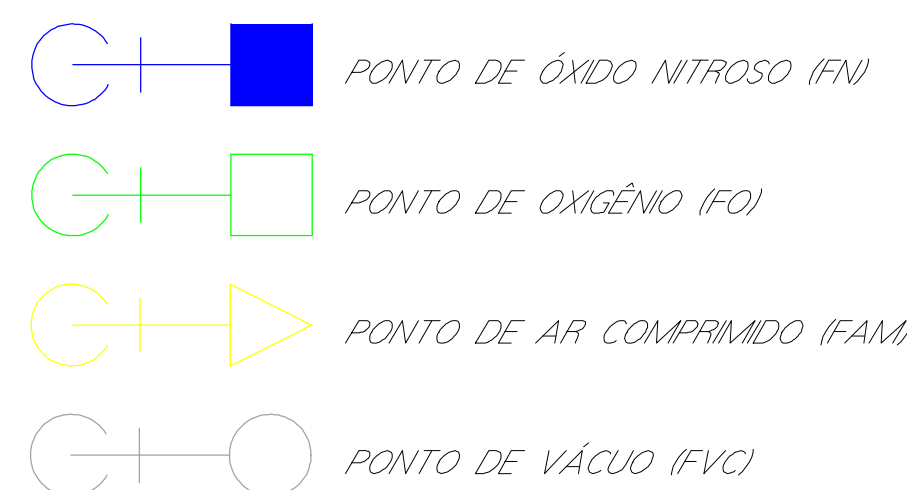 PONTO DE ÓXIDO NITROSO (FN)
PONTO DE OXIGÊNIO (FO)
PONTO DE AR COMPRIMIDO (FAM)
PONTO DE VÁCUO (FVC)